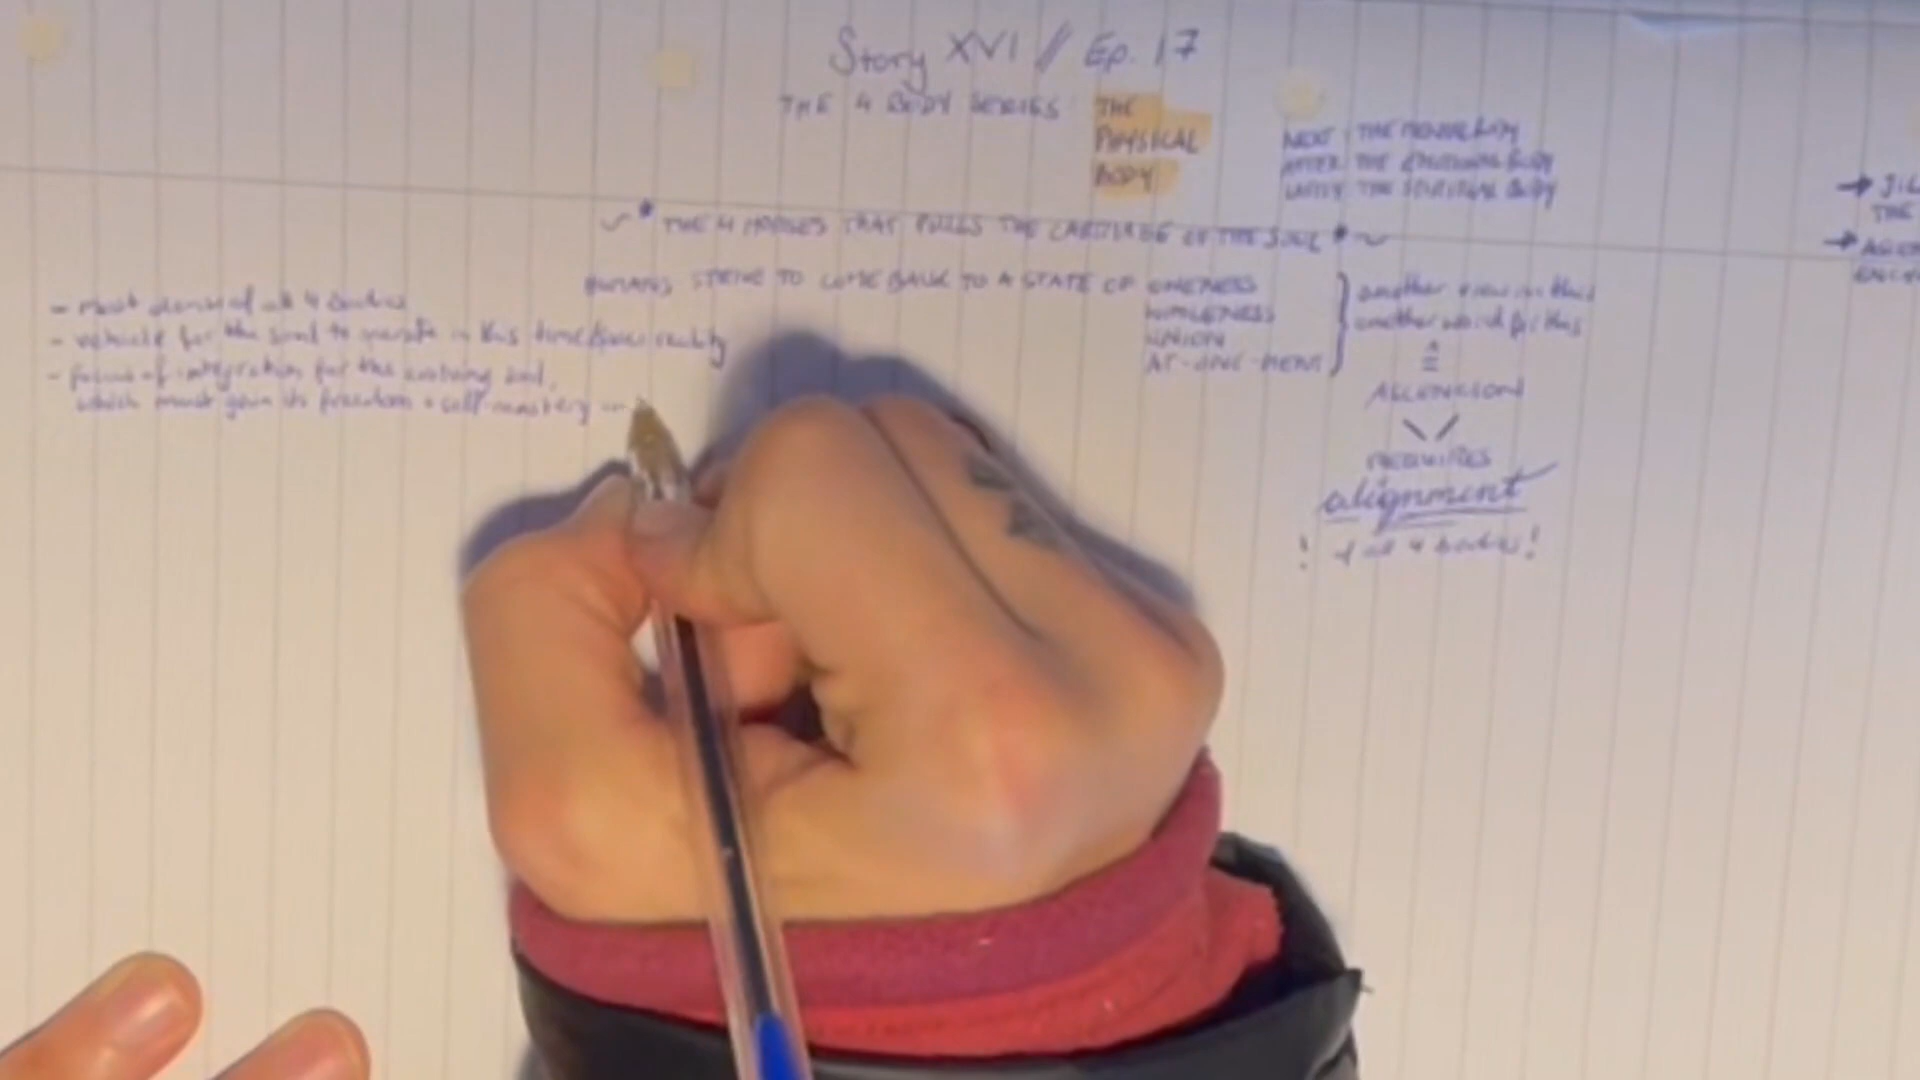 Story XVI // Ep. 17
THE 4 BODY SERIES THE
PHYSICAL
BODY
NEXT THE MENTAL BODY
AFTER THE EMOTIONAL BODY
LASTLY THE SPIRITUAL BODY
THE 4 HORSES THAT PULLS THE CARRIAGE OF THE SOUL
HUMANS STRIVE TO COME BACK TO A STATE OF ONENESS
WHOLENESS
UNION
AT-ONE-MENT
another view on this
another word for this
ASCENSION
REQUIRES
alignment
! of all 4 bodies!
- most dense of all 4 bodies
- vehicle for the soul to operate in this time/space reality
- focus of integration for the evolving soul,
which must gain its freedom + self-mastery in
THE